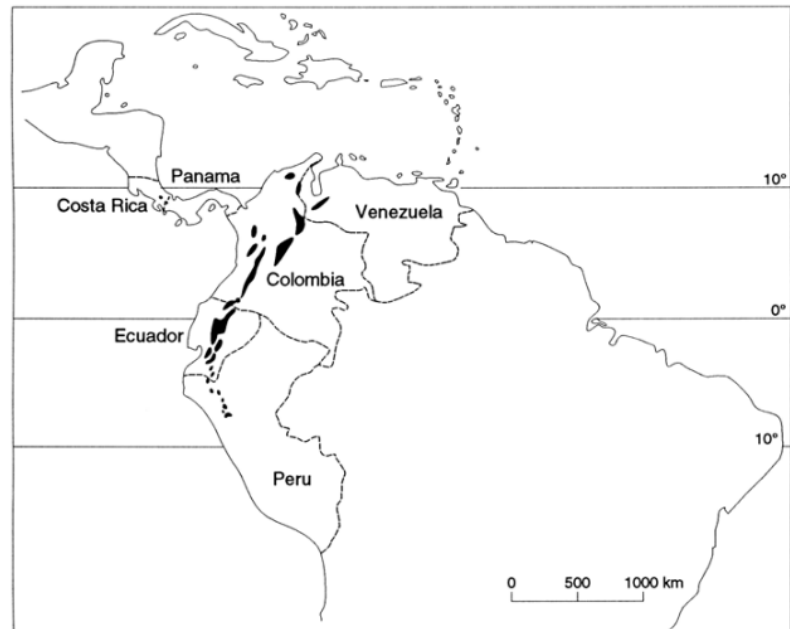 Panama
10°
Costa Rica
Venezuela
Colombia
0°
Ecuador
10°
Peru
0 500 1000 km